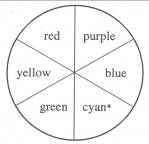 red purple
yellow blue
green cyan*